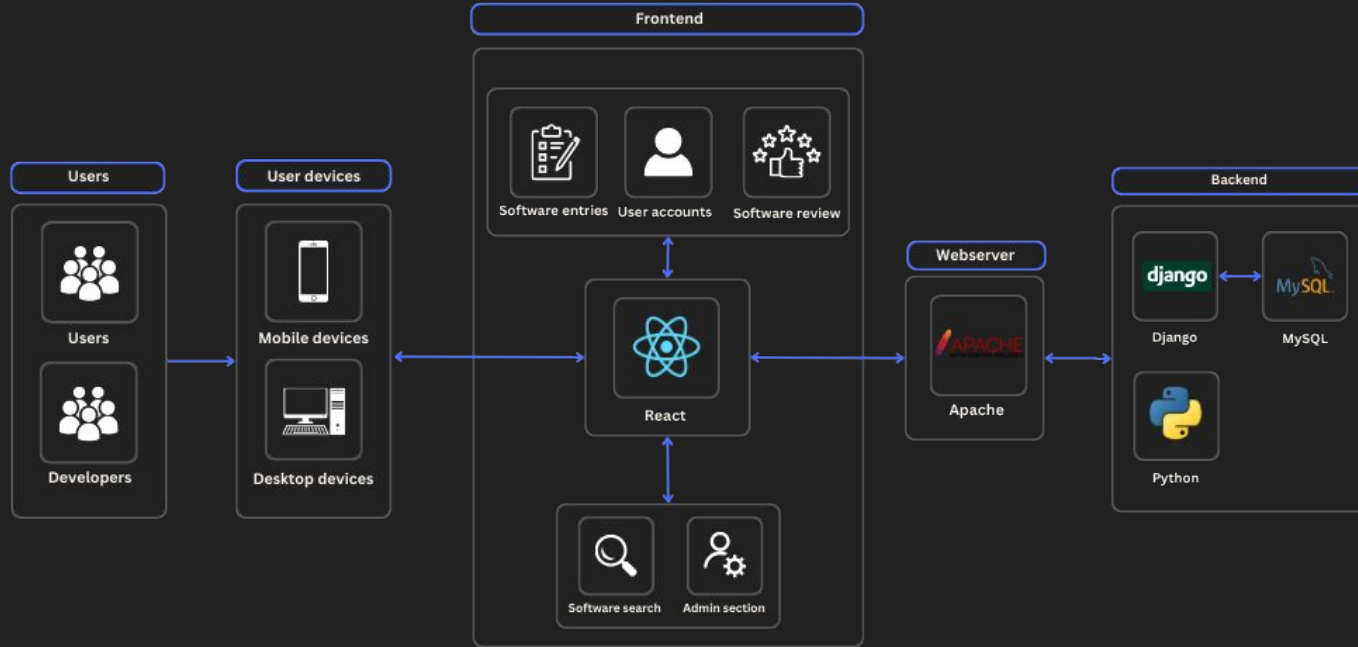 Frontend
Software entries
User accounts
Software review
Users
User devices
Backend
Users
Mobile devices
Webserver
django
MySQL
Django
MySQL
APACHE
React
Apache
Developers
Desktop devices
Python
Software search
Admin section